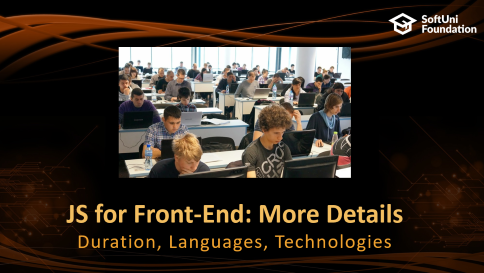 SoftUni
Foundation
JS for Front-End: More Details
Duration, Languages, Technologies